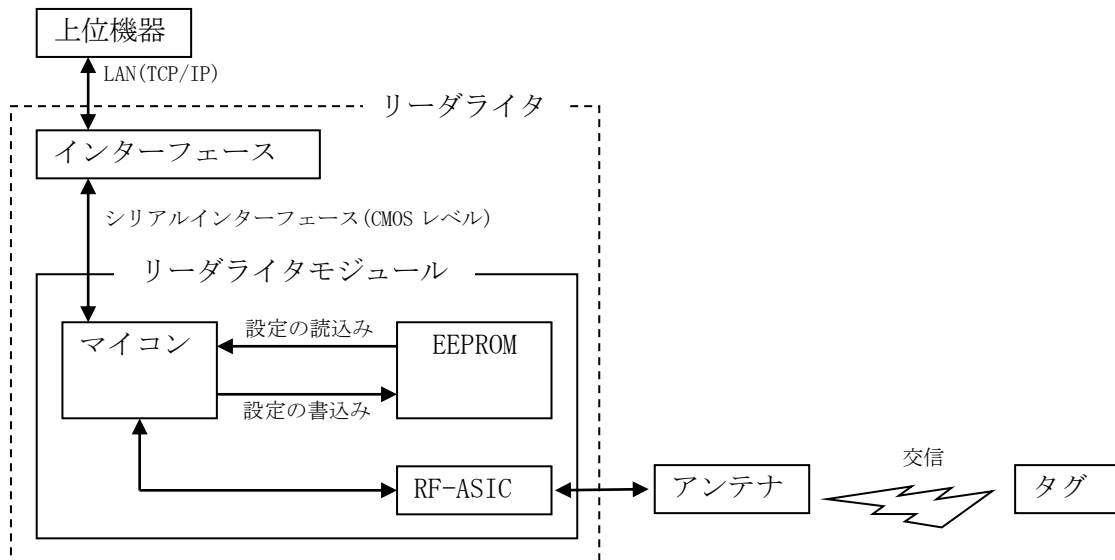 上位機器
LAN(TCP/IP)
リーダライタ
インターフェース
シリアルインターフェース(CMOS レベル)
リーダライタモジュール
マイコン
設定の読込み
EEPROM
設定の書込み
RF-ASIC
アンテナ
交信
タグ